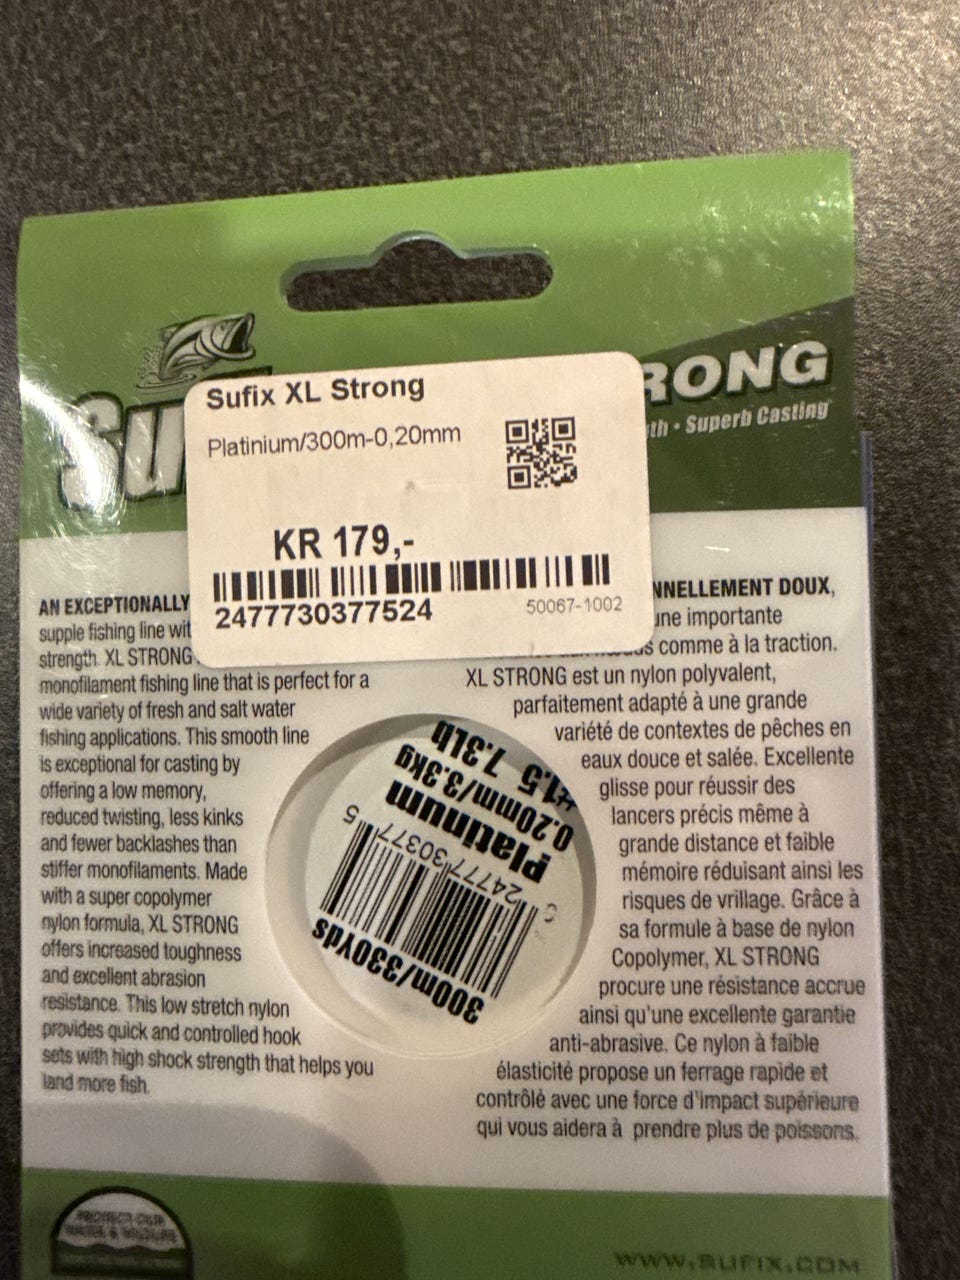 Su
RONG
th • Superb Casting
Sufix XL Strong
Platinium/300m-0,20mm
KR 179,-
2477730377524
50067-1002
AN EXCEPTIONALLY
supple fishing line wit
strength. XL STRONG
monofilament fishing line that is perfect for a
wide variety of fresh and salt water
fishing applications. This smooth line
is exceptional for casting by
offering a low memory,
reduced twisting, less kinks
and fewer backlashes than
stiffer monofilaments. Made
with a super copolymer
nylon formula, XL STRONG
offers increased toughness
and excellent abrasion
resistance. This low stretch nylon
provides quick and controlled hook
sets with high shock strength that helps you
land more fish.
NNELLEMENT DOUX,
une importante
comme à la traction.
XL STRONG est un nylon polyvalent,
parfaitement adapté à une grande
variété de contextes de pêches en
eaux douce et salée. Excellente
glisse pour réussir des
lancers précis même à
grande distance et faible
mémoire réduisant ainsi les
risques de vrillage. Grâce à
sa formule à base de nylon
Copolymer, XL STRONG
procure une résistance accrue
ainsi qu'une excellente garantie
anti-abrasive. Ce nylon à faible
élasticité propose un ferrage rapide et
contrôlé avec une force d'impact supérieure
qui vous aidera à prendre plus de poissons.
300m/330Yds
24777 30377 5
Platinum
0.20mm/3.3kg
#1.5 7.3Lb
PROTECT OUR
WATER & WILDLIFE
WWW.SUFIX.COM